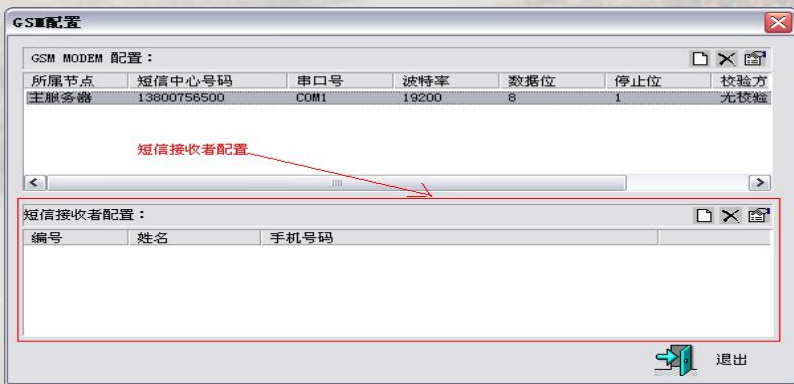 GSM配置
GSM MODEM 配置：
所属节点 短信中心号码 串口号 波特率 数据位 停止位 校验方
主服务器 13800756500 COM1 19200 8 1 无校验
短信接收者配置
短信接收者配置：
编号 姓名 手机号码
退出